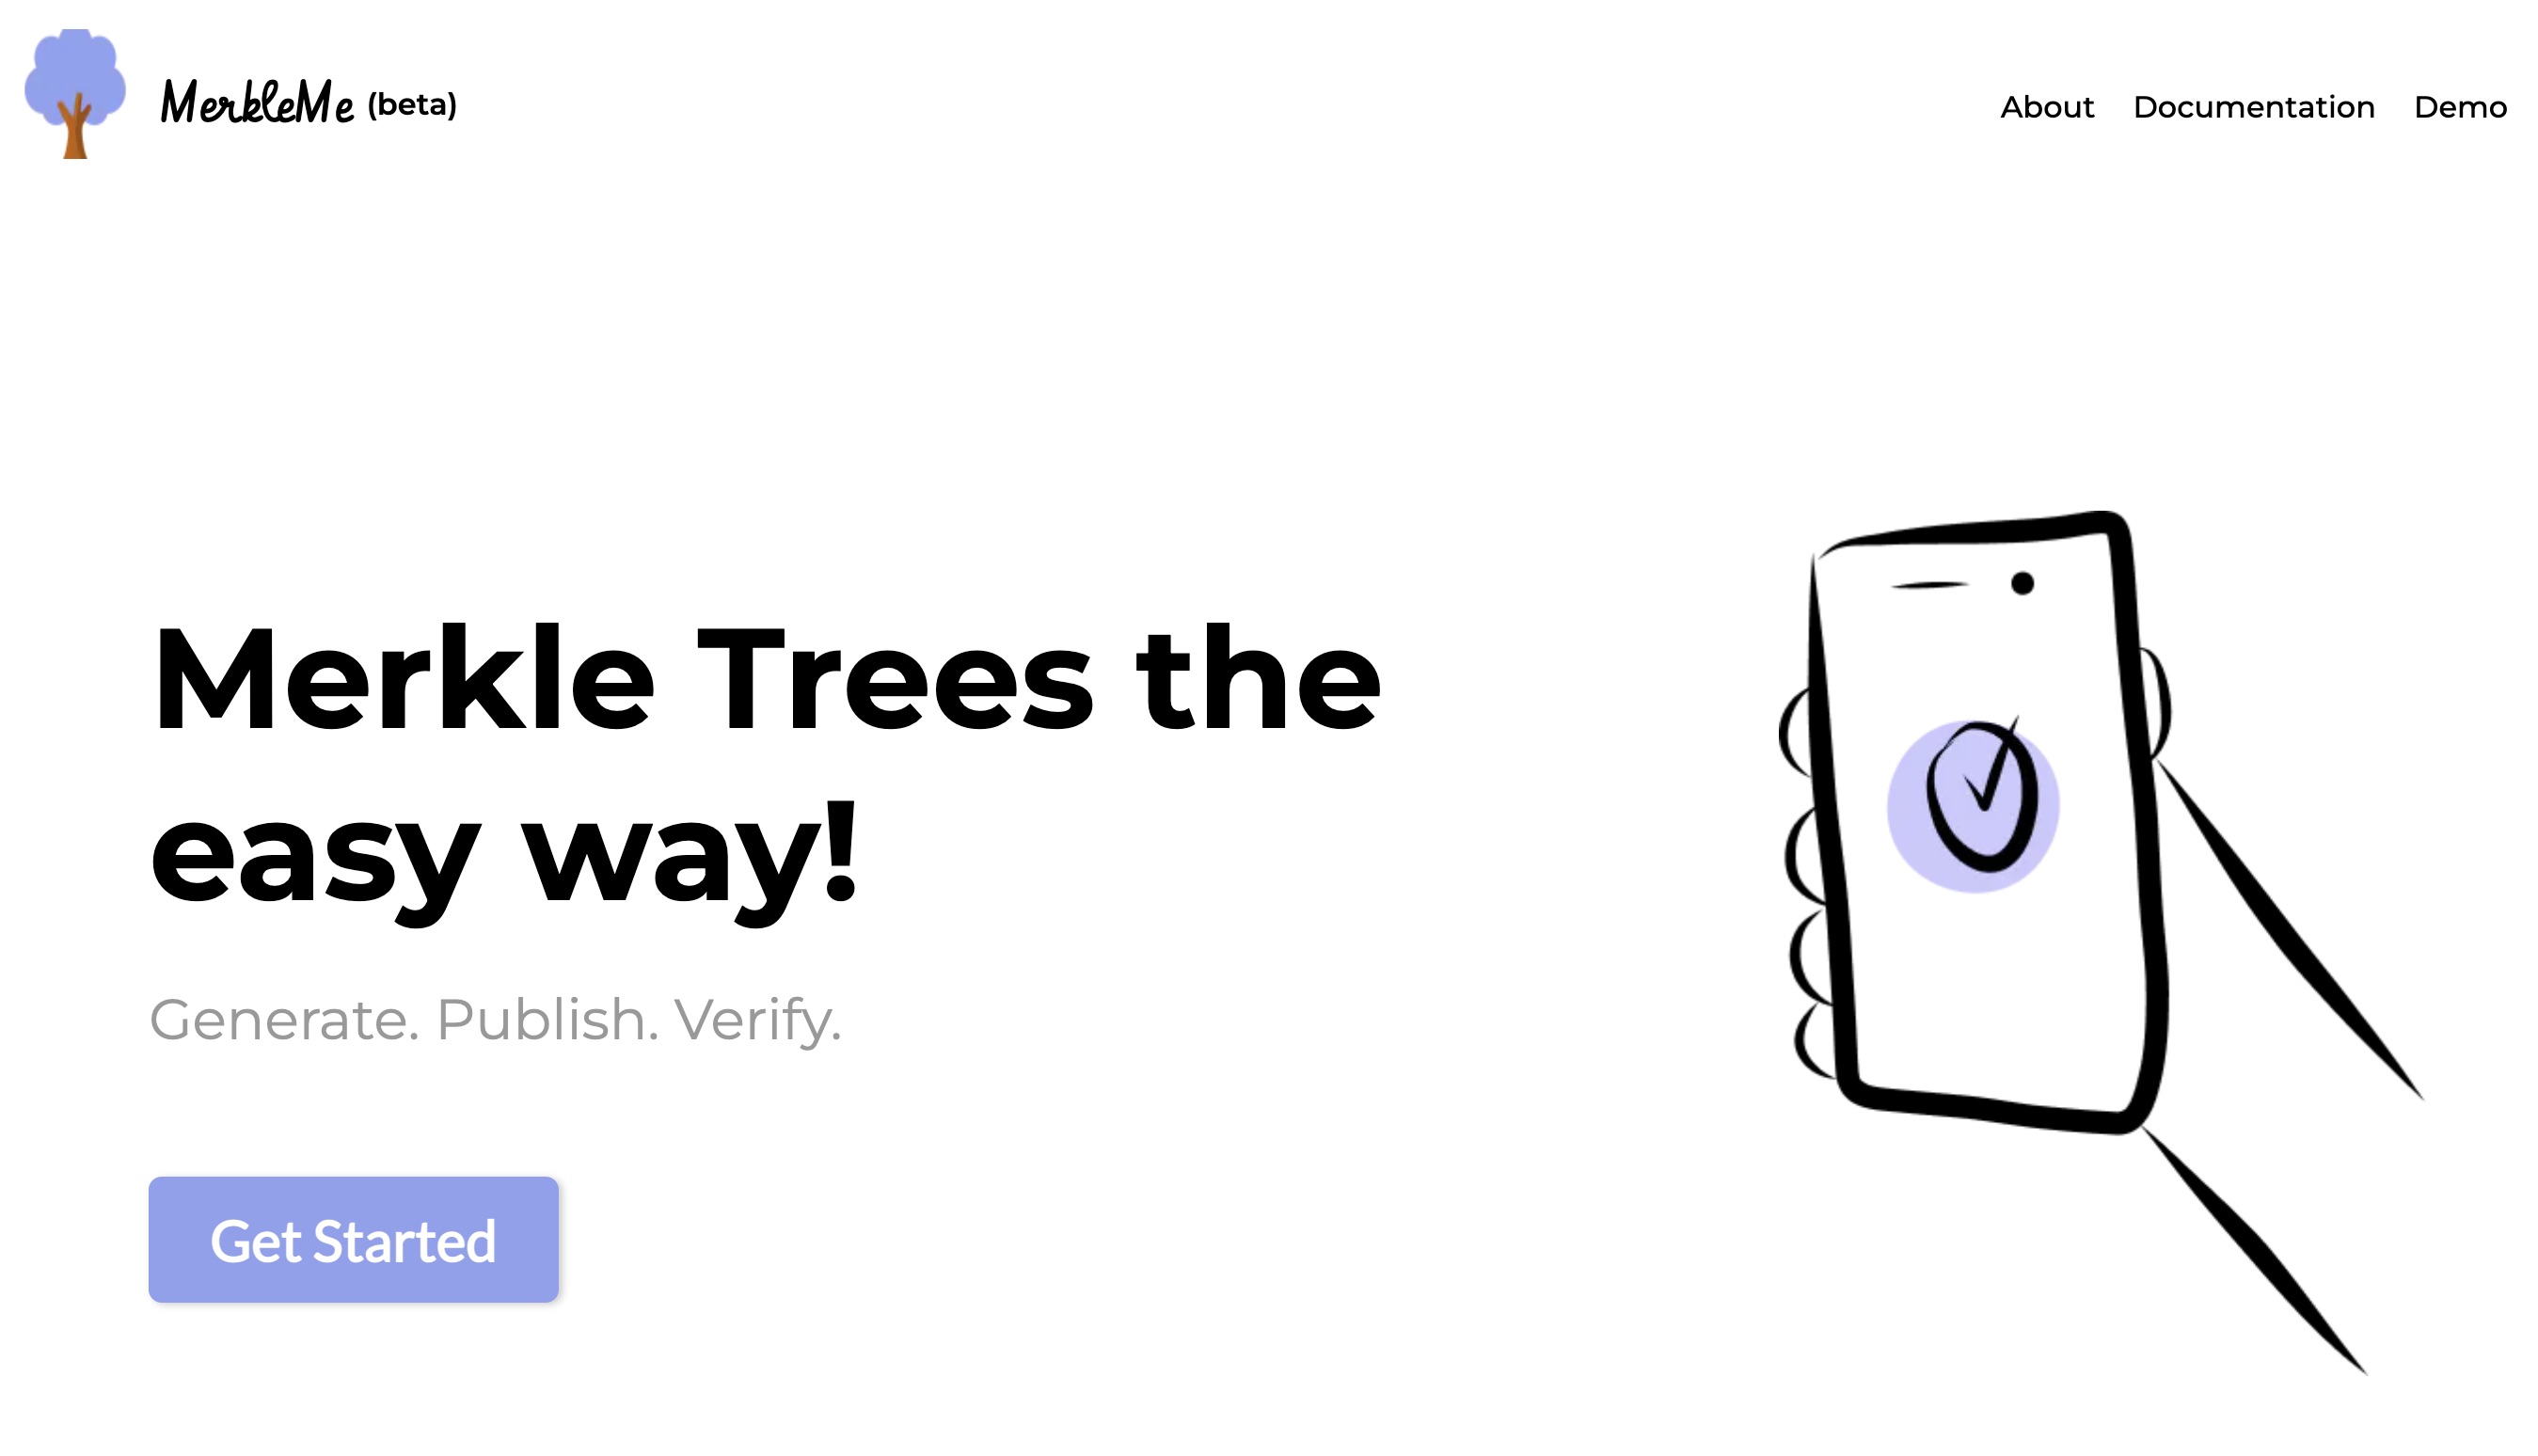 MerkleMe (beta)
About Documentation Demo
Merkle Trees the
easy way!
Generate. Publish. Verify.
Get Started